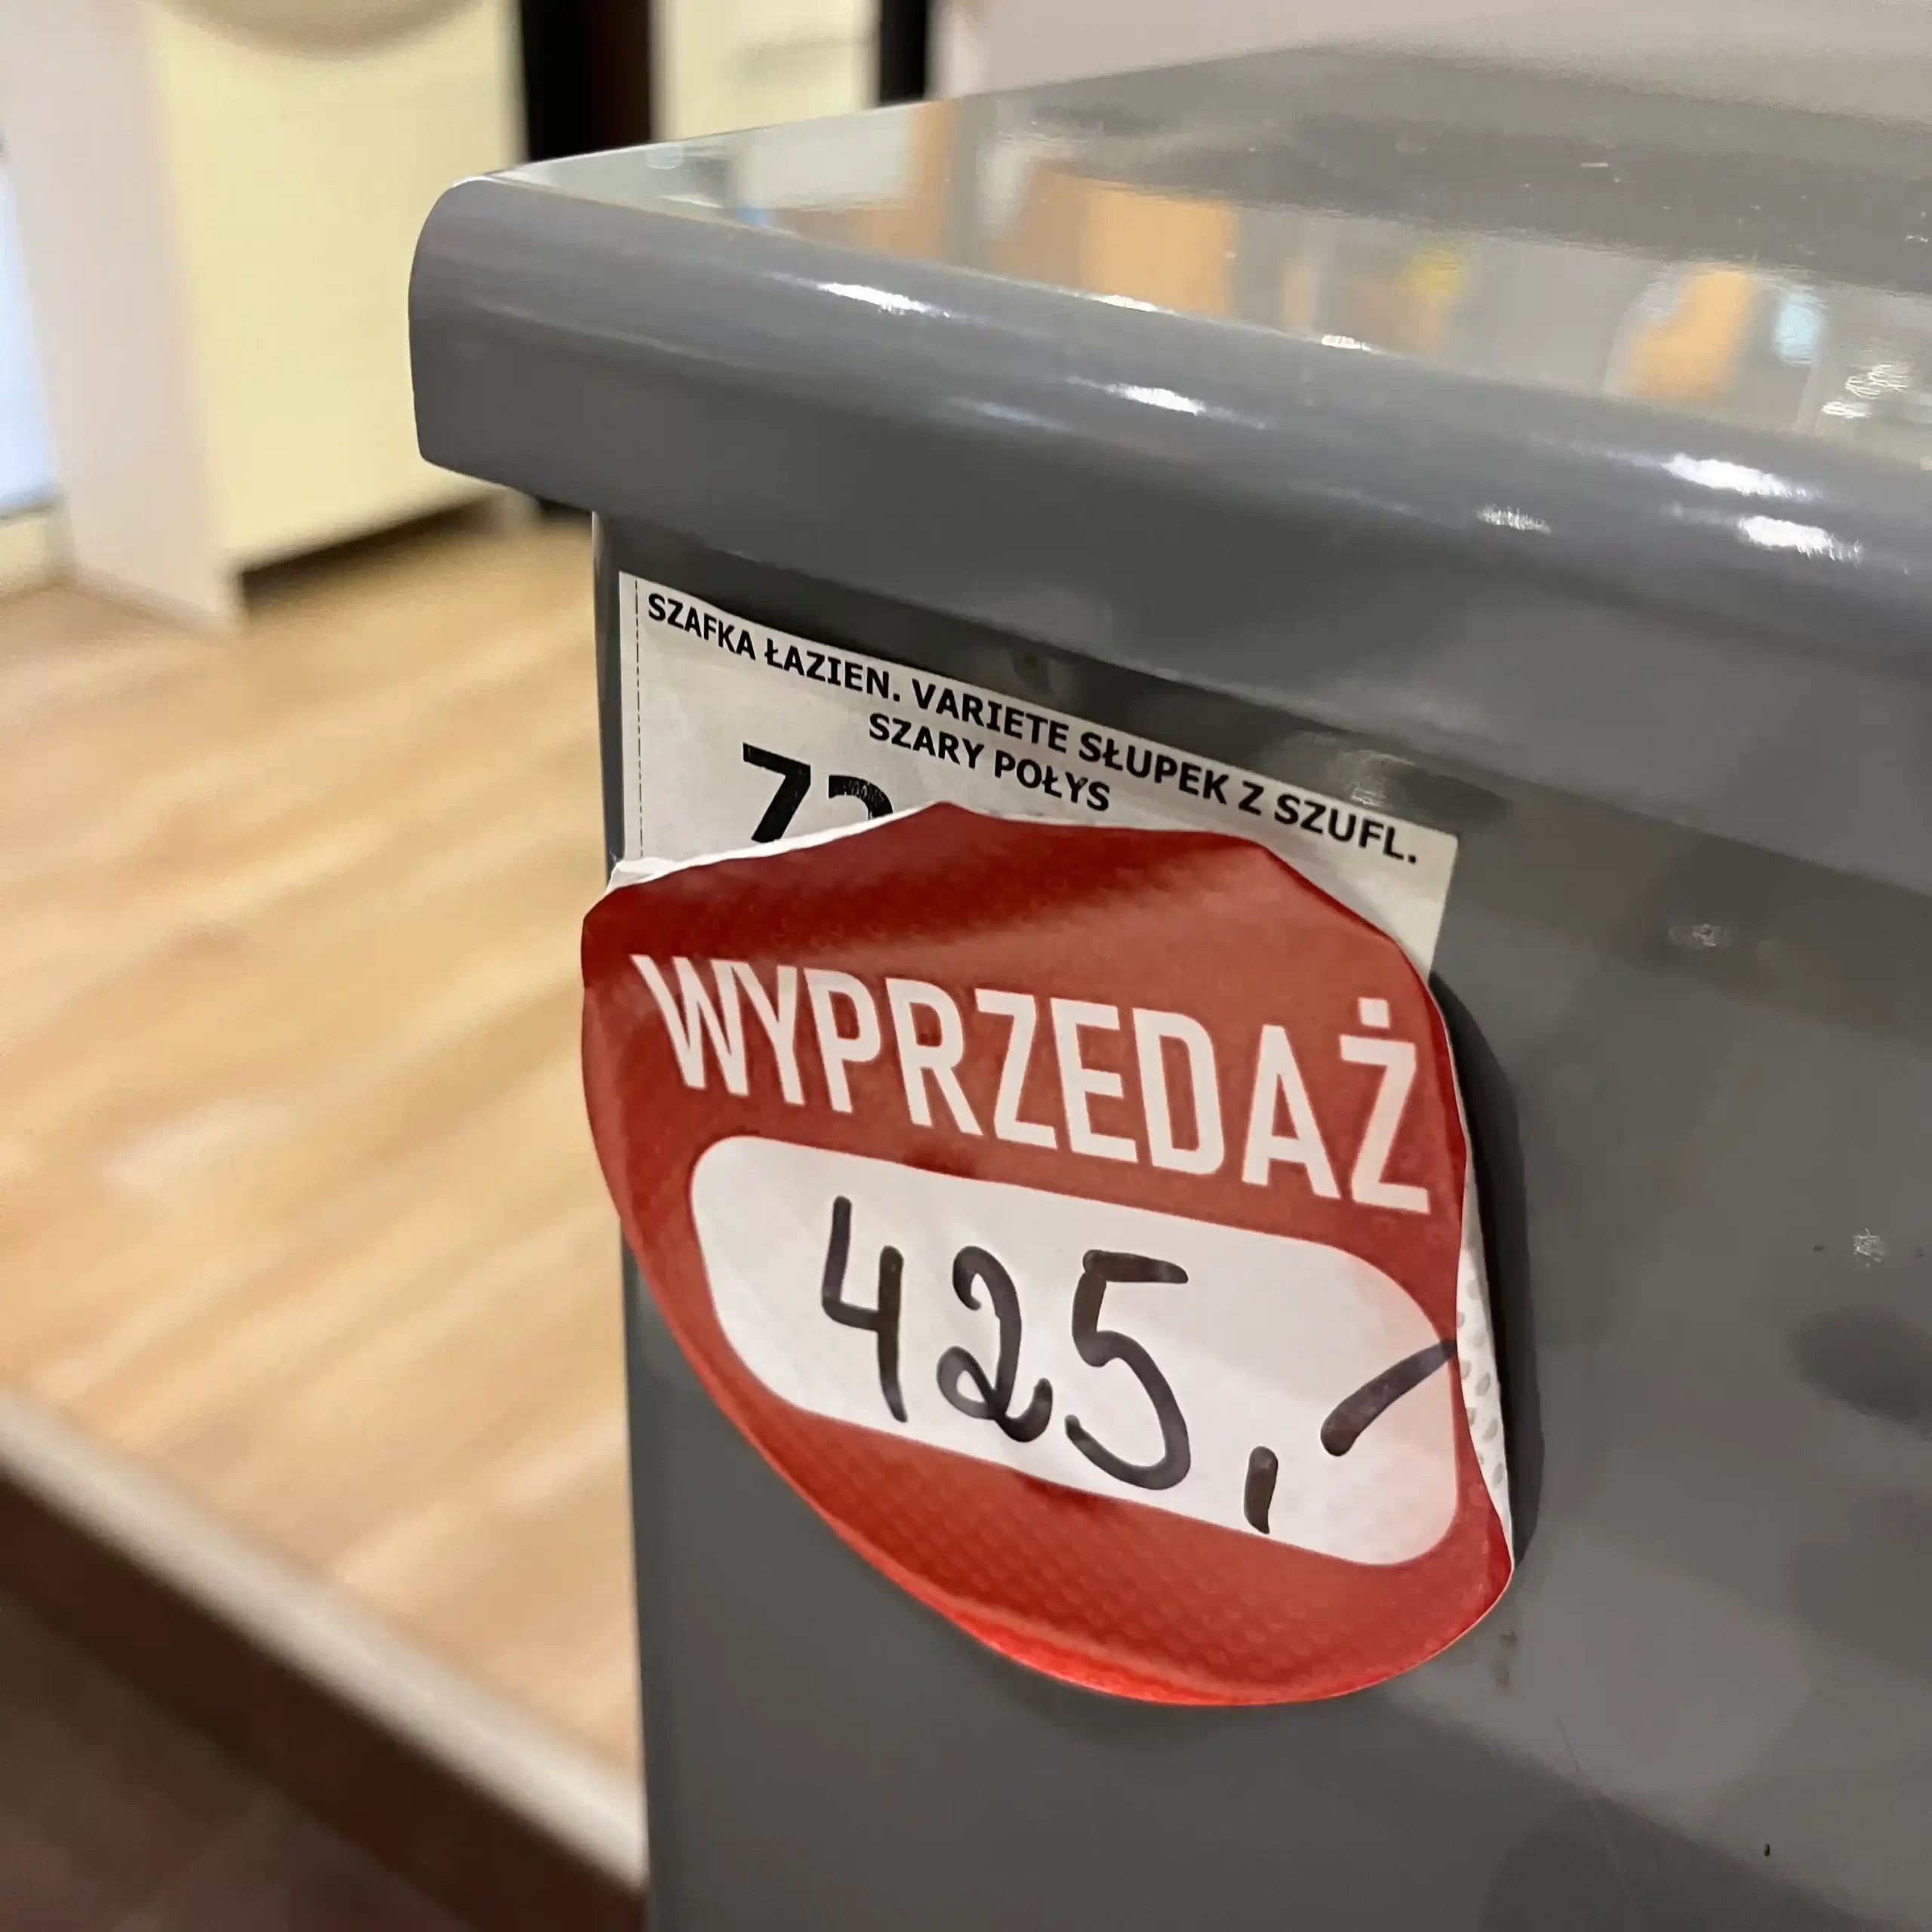 SZAFKA ŁAZIEN. VARIETE SŁUPEK Z SZUFL.
SZARY POŁYS
WYPRZEDAŻ
425,-